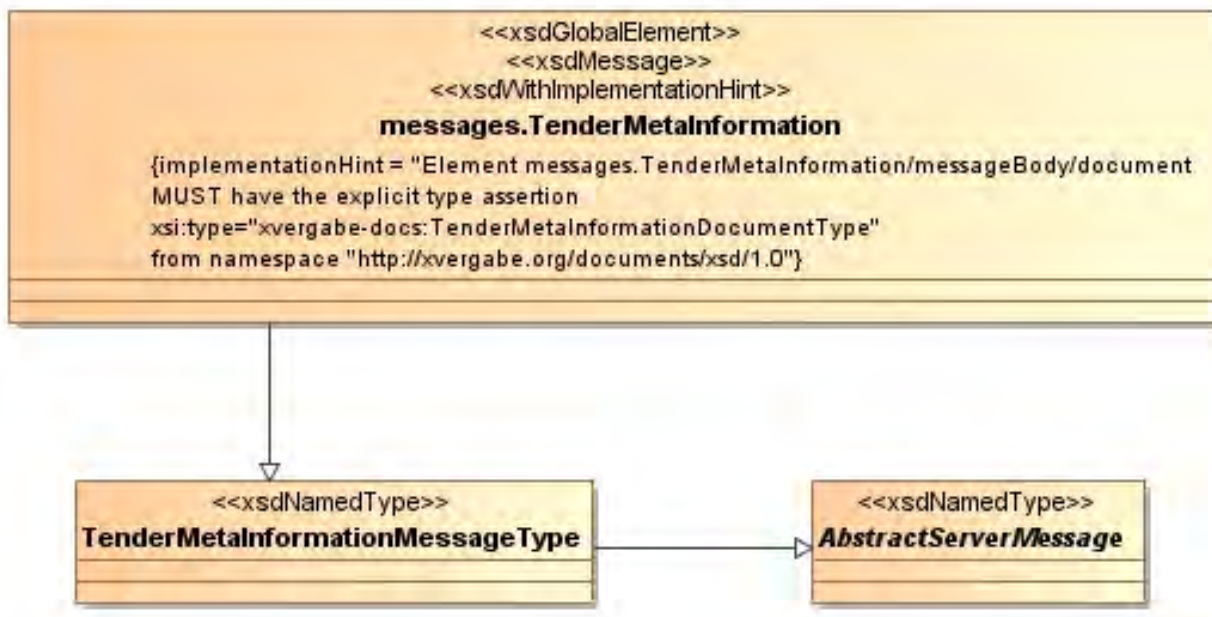 <<xsdGlobalElement>>
<<xsdMessage>>
<<xsdWithImplementationHint>>
messages.TenderMetaInformation
{implementationHint = "Element messages.TenderMetaInformation/messageBody/document
MUST have the explicit type assertion
xsi:type="xvergabe-docs:TenderMetaInformationDocumentType"
from namespace "http://xvergabe.org/documents/xsd/1.0"}
<<xsdNamedType>>
TenderMetaInformationMessageType
<<xsdNamedType>>
AbstractServerMessage